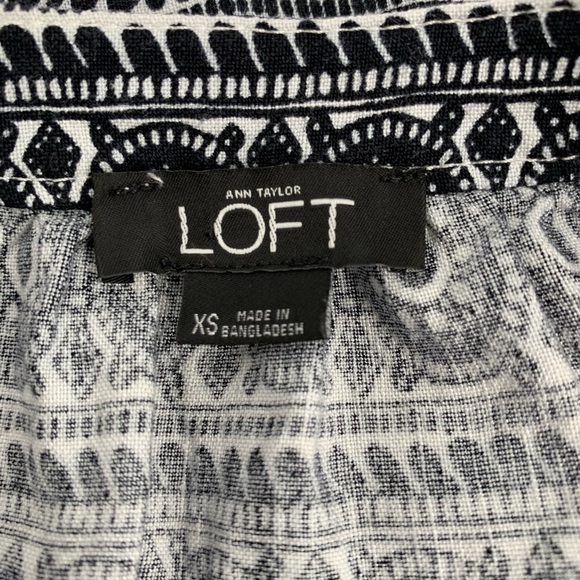 ANN TAYLOR
LOFT
XS MADE IN
BANGLADESH